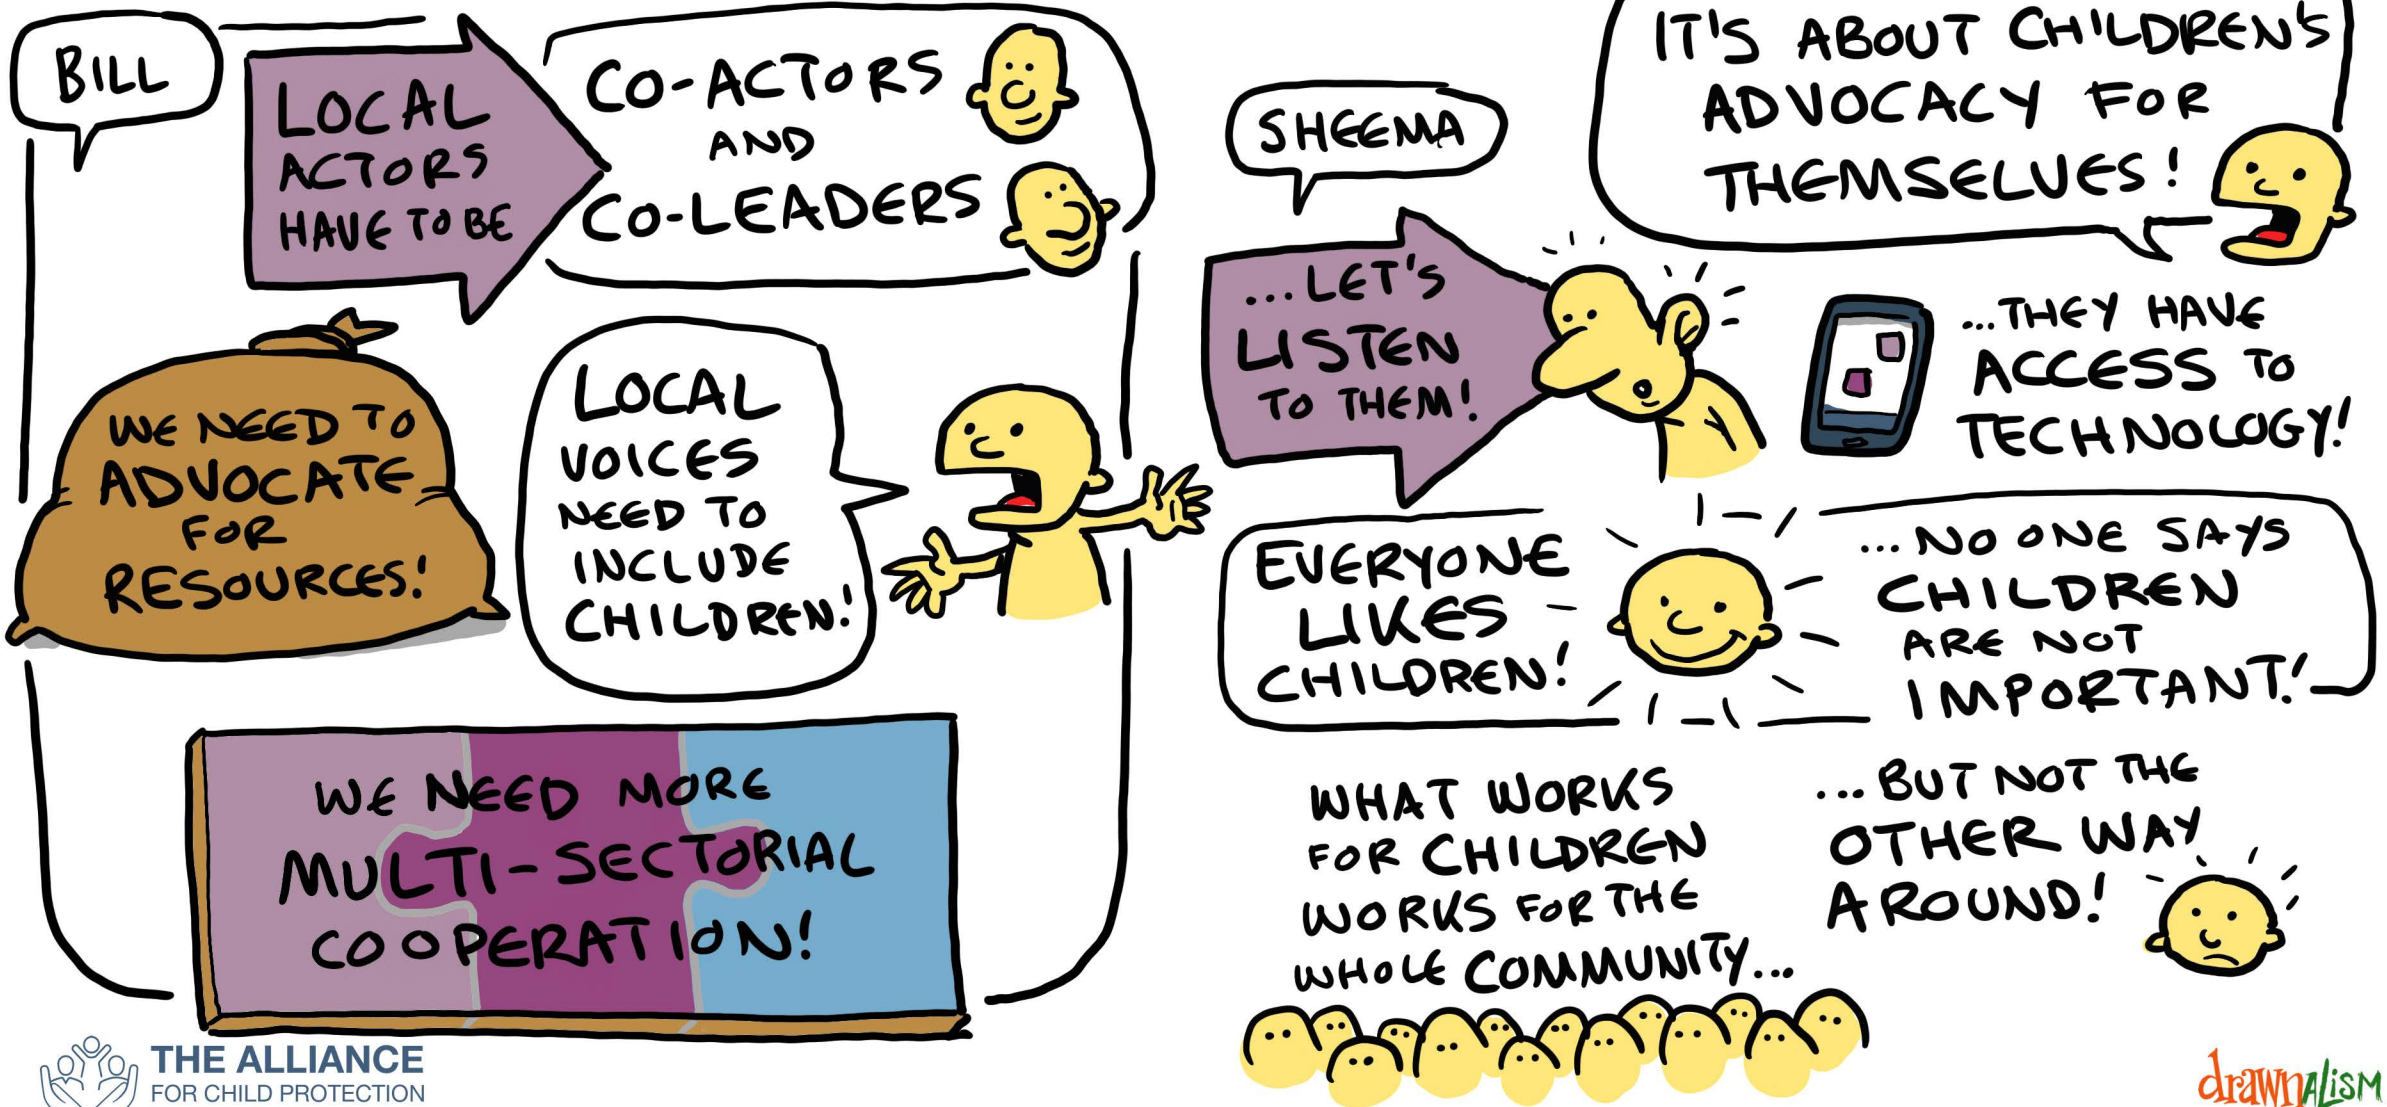 BILL
LOCAL
ACTORS
HAVE TO BE
CO-ACTORS
AND
CO-LEADERS
WE NEED TO
ADVOCATE
FOR
RESOURCES!
LOCAL
VOICES
NEED TO
INCLUDE
CHILDREN!
WE NEED MORE
MULTI-SECTORIAL
COOPERATION!
THE ALLIANCE
FOR CHILD PROTECTION
SHEEMA
IT'S ABOUT CHILDREN'S
ADVOCACY FOR
THEMSELVES!
...LET'S
LISTEN
TO THEM!
...THEY HAVE
ACCESS TO
TECHNOLOGY!
EVERYONE
LIKES
CHILDREN!
...NO ONE SAYS
CHILDREN
ARE NOT
IMPORTANT!
WHAT WORKS
FOR CHILDREN
WORKS FOR THE
WHOLE COMMUNITY...
...BUT NOT THE
OTHER WAY
AROUND!
drawnalism